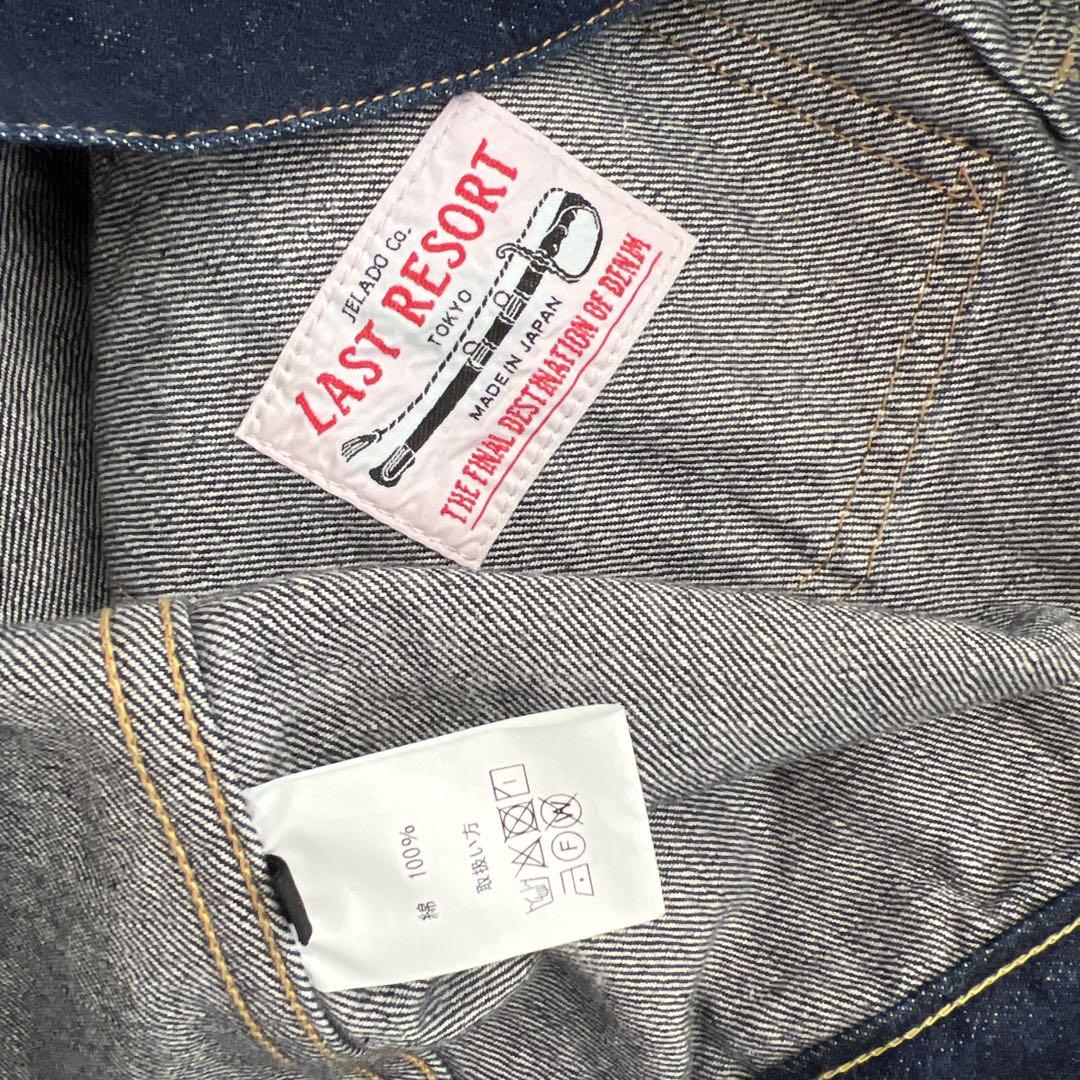 JELADO Co.
LAST RESORT
TOKYO
MADE IN JAPAN
THE FINAL DESTINATION OF DENIM
綿 100%
取扱い方
F W